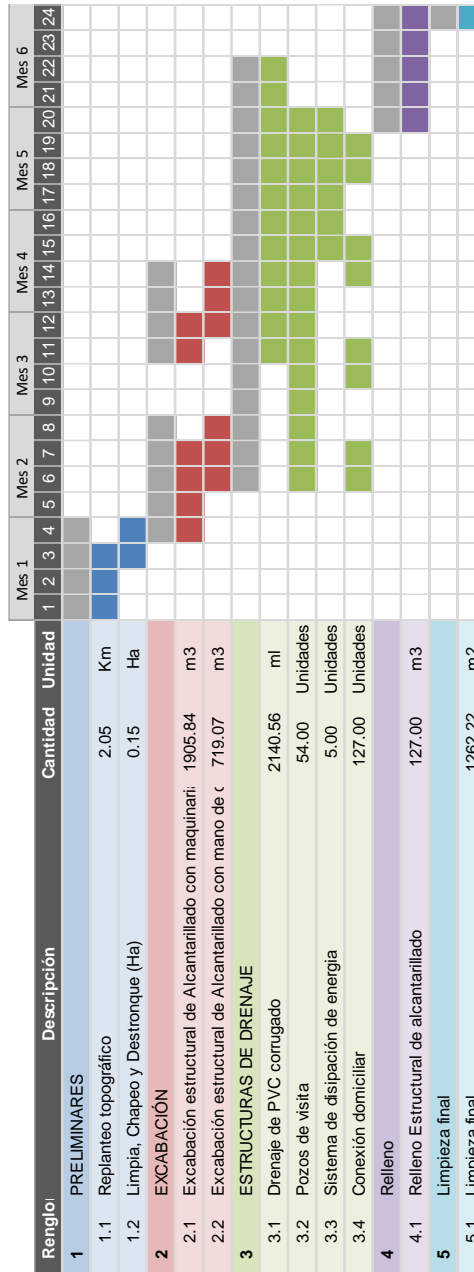 Mes 1 Mes 2 Mes 3 Mes 4 Mes 5 Mes 6
Renglo Descripción Cantidad Unidad 1 2 3 4 5 6 7 8 9 10 11 12 13 14 15 16 17 18 19 20 21 22 23 24
1 PRELIMINARES
1.1 Replanteo topográfico 2.05 Km
1.2 Limpia, Chapeo y Destronque (Ha) 0.15 Ha
2 EXCABACIÓN
2.1 Excabación estructural de Alcantarillado con maquinari 1905.84 m3
2.2 Excabación estructural de Alcantarillado con mano de 719.07 m3
3 ESTRUCTURAS DE DRENAJE
3.1 Drenaje de PVC corrugado 2140.56 ml
3.2 Pozos de visita 54.00 Unidades
3.3 Sistema de disipación de energia 5.00 Unidades
3.4 Conexión domiciliar 127.00 Unidades
4 Relleno
4.1 Relleno Estructural de alcantarillado 127.00 m3
5 Limpieza final
5.1 Limpieza final 1262.22 m2